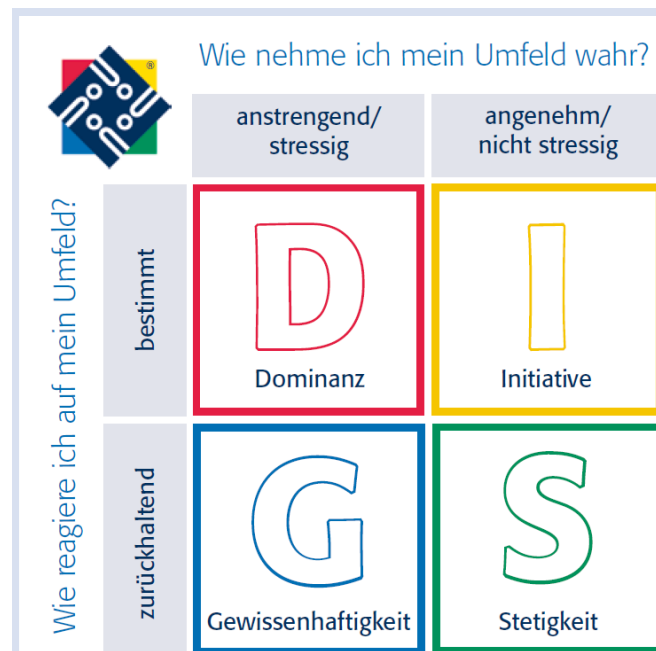 Wie nehme ich mein Umfeld wahr?
®
anstrengend/
stressig
angenehm/
nicht stressig
Wie reagiere ich auf mein Umfeld?
bestimmt
D
Dominanz
I
Initiative
zurückhaltend
G
Gewissenhaftigkeit
S
Stetigkeit